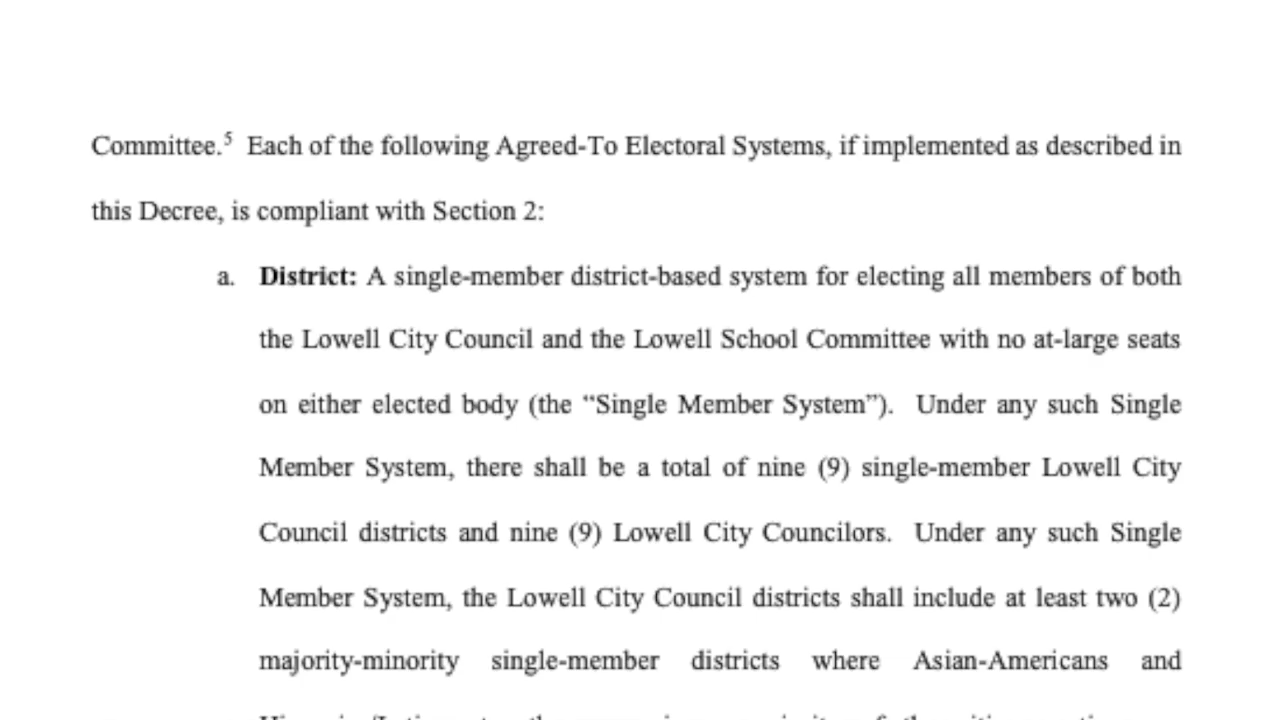 Committee.⁵ Each of the following Agreed-To Electoral Systems, if implemented as described in
this Decree, is compliant with Section 2:
a. District: A single-member district-based system for electing all members of both
the Lowell City Council and the Lowell School Committee with no at-large seats
on either elected body (the “Single Member System”). Under any such Single
Member System, there shall be a total of nine (9) single-member Lowell City
Council districts and nine (9) Lowell City Councilors. Under any such Single
Member System, the Lowell City Council districts shall include at least two (2)
majority-minority single-member districts where Asian-Americans and